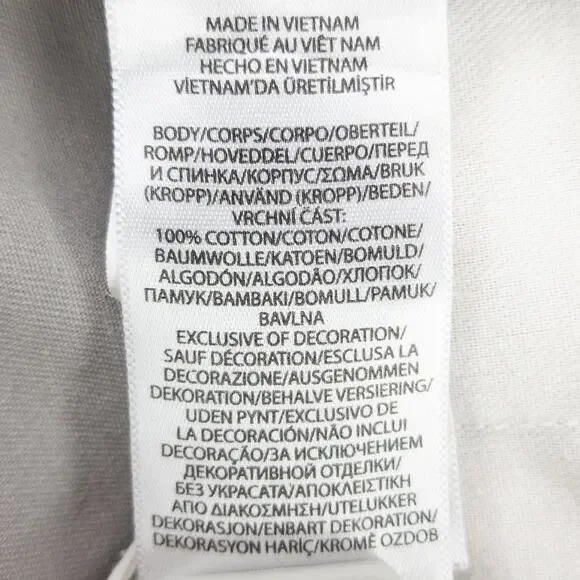 MADE IN VIETNAM
FABRIQUÉ AU VIÊT NAM
HECHO EN VIETNAM
VİETNAM'DA ÜRETİLMİŞTİR
BODY/CORPS/CORPO/OBERTEIL/
ROMP/HOVEDDEL/CUERPO/ПЕРЕД
И СПИНКА/КОРПУС/ΣΩΜΑ/BRUK
(KROPP)/ANVÄND (KROPP)/BEDEN/
VRCHNÍ ČÁST:
100% COTTON/COTON/COTONE/
BAUMWOLLE/KATOEN/BOMULD/
ALGODÓN/ALGODÃO/ХЛОПОК/
ПАМУК/ΒΑΜΒΑΚΙ/BOMULL/PAMUK/
BAVLNA
EXCLUSIVE OF DECORATION/
SAUF DÉCORATION/ESCLUSA LA
DECORAZIONE/AUSGENOMMEN
DEKORATION/BEHALVE VERSIERING/
UDEN PYNT/EXCLUSIVO DE
LA DECORACIÓN/NÃO INCLUI
DECORAÇÃO/ЗА ИСКЛЮЧЕНИЕМ
ДЕКОРАТИВНОЙ ОТДЕЛКИ/
БЕЗ УКРАСАТА/ΑΠΟΚΛΕΙΣΤΙΚΗ
ΑΠΟ ΔΙΑΚΟΣΜΗΣΗ/UTELUKKER
DEKORASJON/ENBART DEKORATION/
DEKORASYON HARİÇ/KROMĚ OZDOB